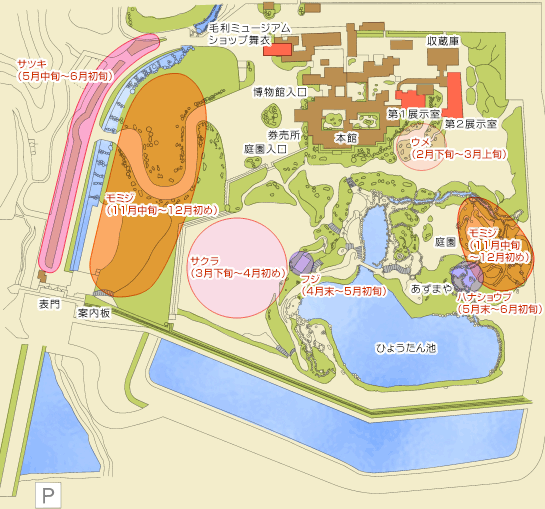 毛利ミュージアム
ショップ舞衣
収蔵庫
サツキ
(5月中旬～6月初旬)
博物館入口
第1展示室
第2展示室
券売所
本館
庭園入口
ウメ
(2月下旬～3月上旬)
モミジ
(11月中旬～12月初め)
モミジ
(11月中旬
～12月初め)
庭園
サクラ
(3月下旬～4月初め)
フジ
(4月末～5月初旬)
あずまや
ハナショウブ
(5月末～6月初旬)
表門
案内板
ひょうたん池
P